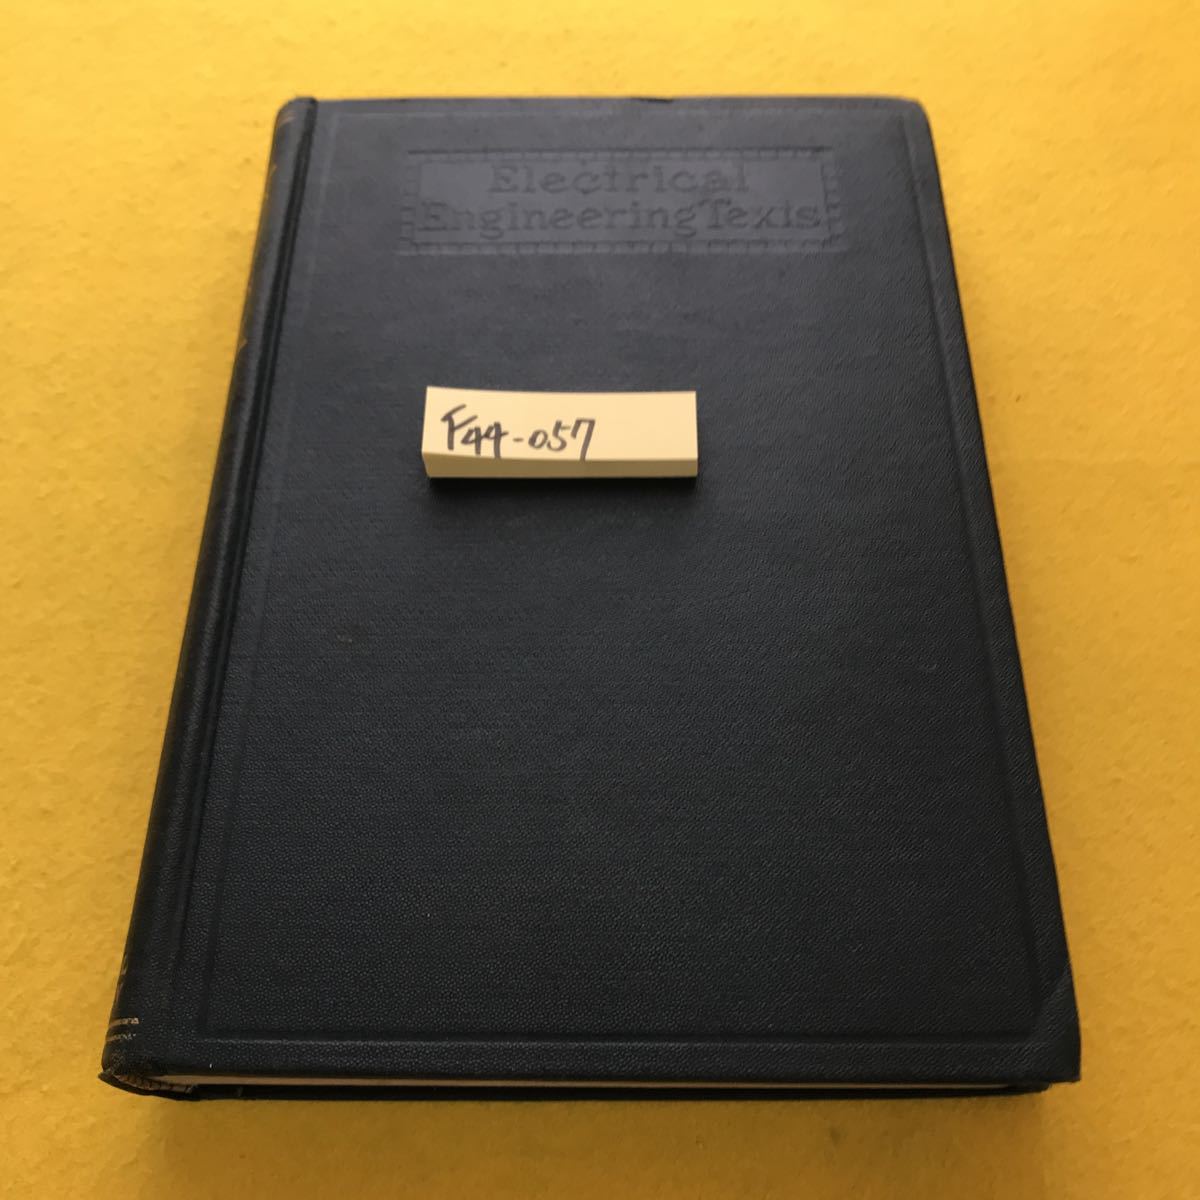 Electrical
Engineering Texts
F44-057